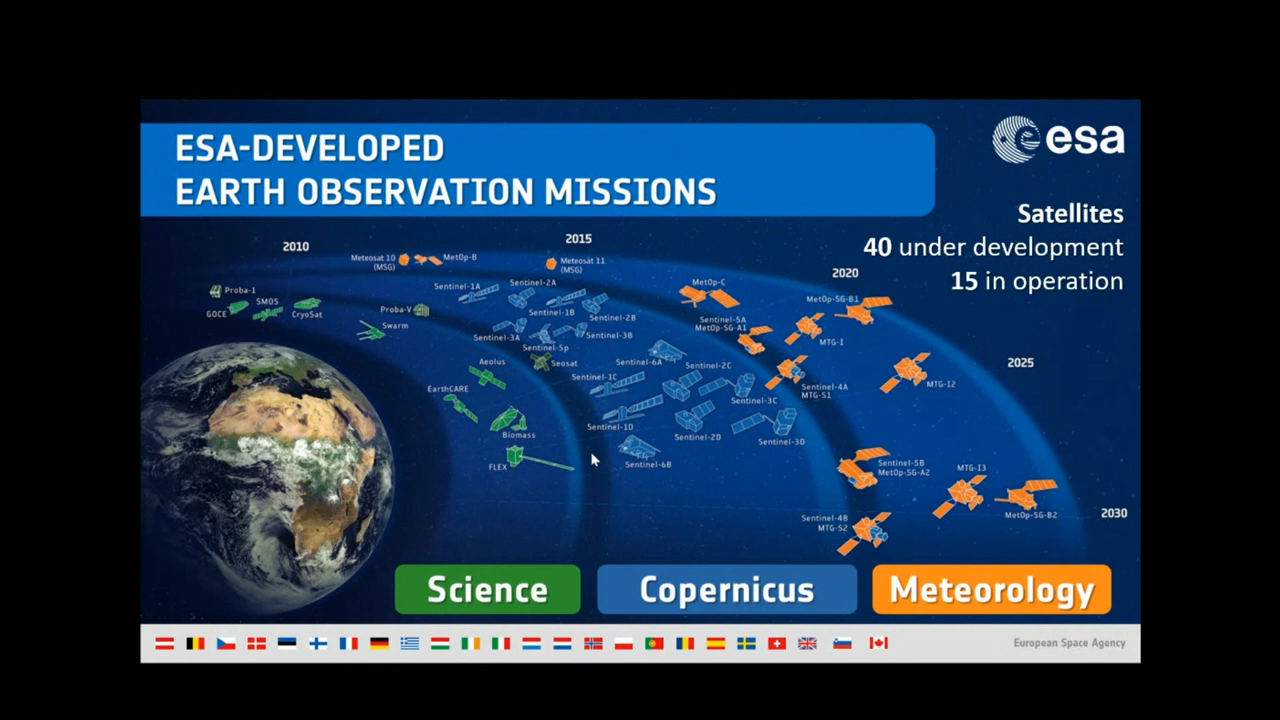 ESA-DEVELOPED
EARTH OBSERVATION MISSIONS
esa
Satellites
40 under development
15 in operation
2010
2015
2020
2025
2030
Meteosat 10
(MSG)
MetOp-B
Meteosat 11
(MSG)
Proba-1
GOCE
SMOS
CryoSat
Proba-V
Swarm
Sentinel-1A
Sentinel-2A
Sentinel-1B
Sentinel-2B
Sentinel-3A
Sentinel-3B
Sentinel-5p
Seosat
MetOp-C
Sentinel-5A
MetOp-SG-A1
MetOp-SG-B1
MTG-I
Aeolus
Sentinel-6A
Sentinel-2C
Sentinel-1C
Sentinel-3C
Sentinel-4A
MTG-S1
MTG-I2
EarthCARE
Biomass
Sentinel-1D
Sentinel-2D
Sentinel-3D
FLEX
Sentinel-6B
Sentinel-5B
MetOp-SG-A2
MTG-I3
MetOp-SG-B2
Sentinel-4B
MTG-S2
Science
Copernicus
Meteorology
European Space Agency